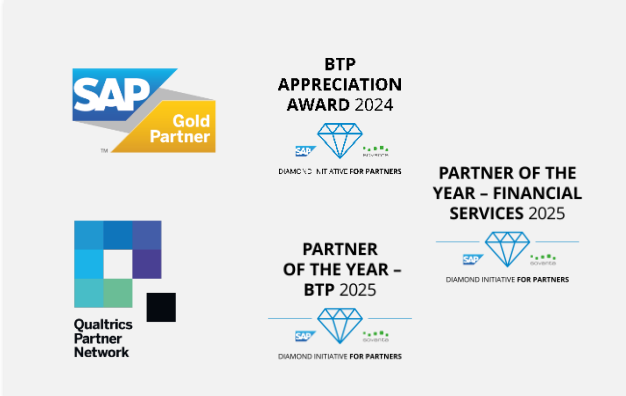 SAP
Gold
Partner
TM
BTP
APPRECIATION
AWARD 2024
SAP
DIAMOND INITIATIVE FOR PARTNERS
PARTNER OF THE
YEAR – FINANCIAL
SERVICES 2025
SAP
DIAMOND INITIATIVE FOR PARTNERS
Qualtrics
Partner
Network
PARTNER
OF THE YEAR –
BTP 2025
SAP
DIAMOND INITIATIVE FOR PARTNERS